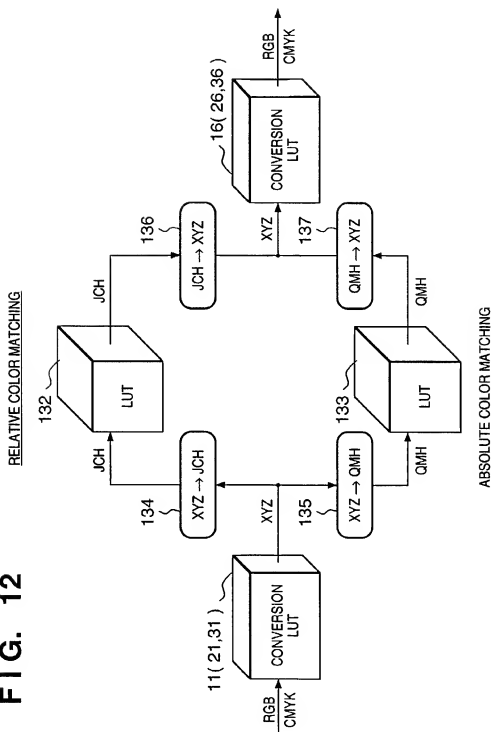 FIG. 12
RELATIVE COLOR MATCHING
RGB
CMYK
11( 21,31 )
CONVERSION
LUT
XYZ
134
XYZ → JCH
JCH
132
LUT
JCH
136
JCH → XYZ
135
XYZ → QMH
QMH
133
LUT
QMH
137
QMH → XYZ
XYZ
16( 26,36 )
CONVERSION
LUT
RGB
CMYK
ABSOLUTE COLOR MATCHING